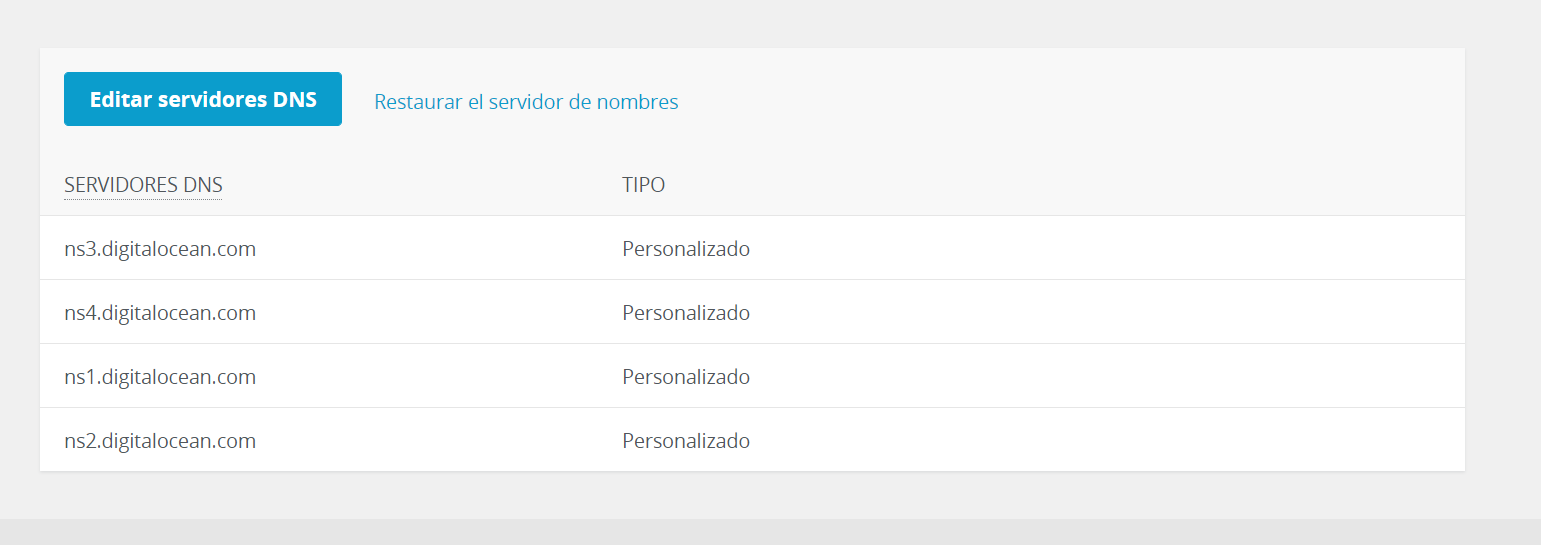 Editar servidores DNS
Restaurar el servidor de nombres
SERVIDORES DNS TIPO
ns3.digitalocean.com Personalizado
ns4.digitalocean.com Personalizado
ns1.digitalocean.com Personalizado
ns2.digitalocean.com Personalizado